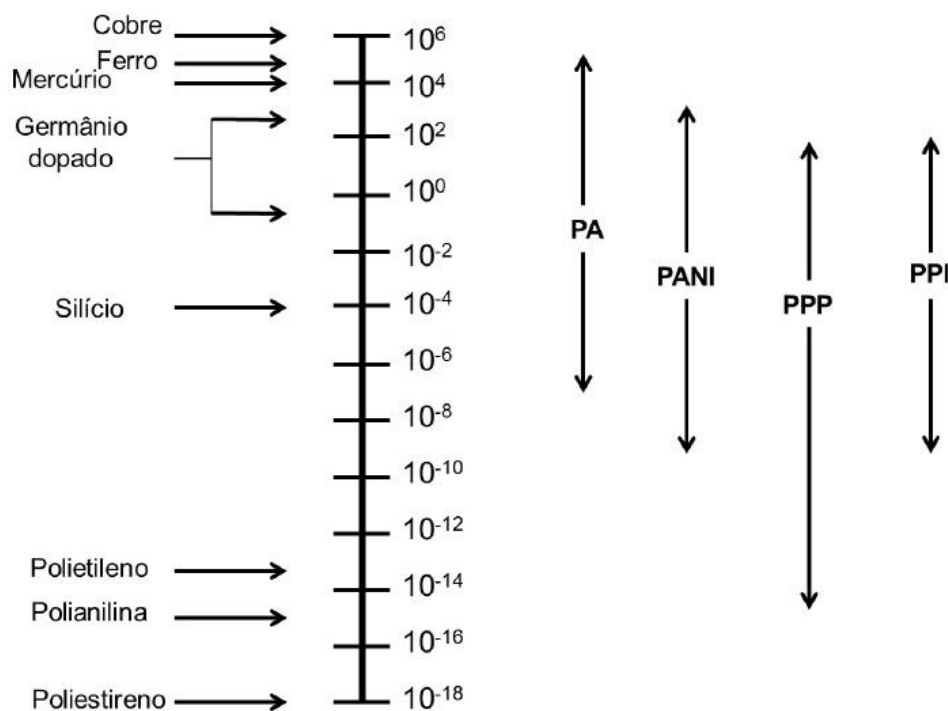 Cobre
Ferro
Mercúrio
Germânio
dopado
Silício
Polietileno
Polianilina
Poliestireno
10⁶
10⁴
10²
10⁰
10⁻²
10⁻⁴
10⁻⁶
10⁻⁸
10⁻¹⁰
10⁻¹²
10⁻¹⁴
10⁻¹⁶
10⁻¹⁸
PA
PANI
PPP
PPI